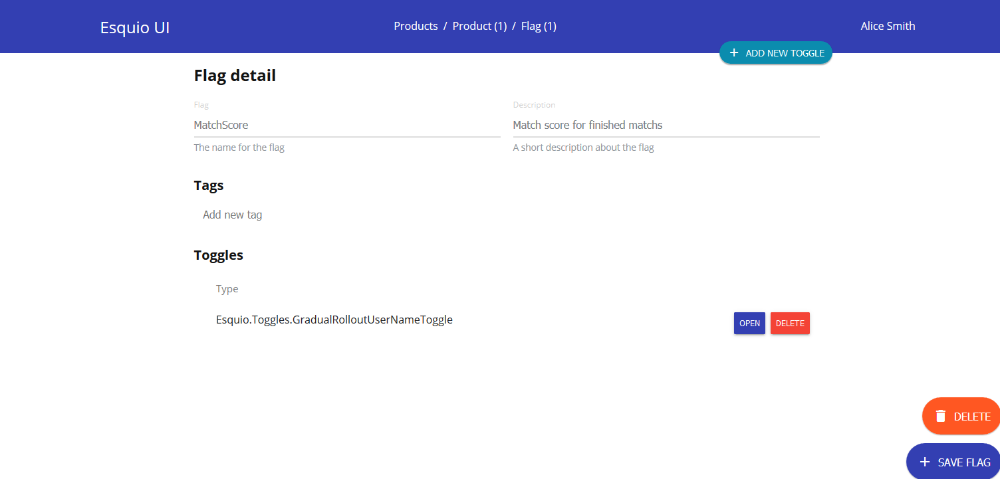 Esquio UI
Products / Product (1) / Flag (1)
Alice Smith
ADD NEW TOGGLE
Flag detail
Flag
Description
MatchScore
Match score for finished matchs
The name for the flag
A short description about the flag
Tags
Add new tag
Toggles
Type
Esquio.Toggles.GradualRolloutUserNameToggle
OPEN
DELETE
DELETE
SAVE FLAG